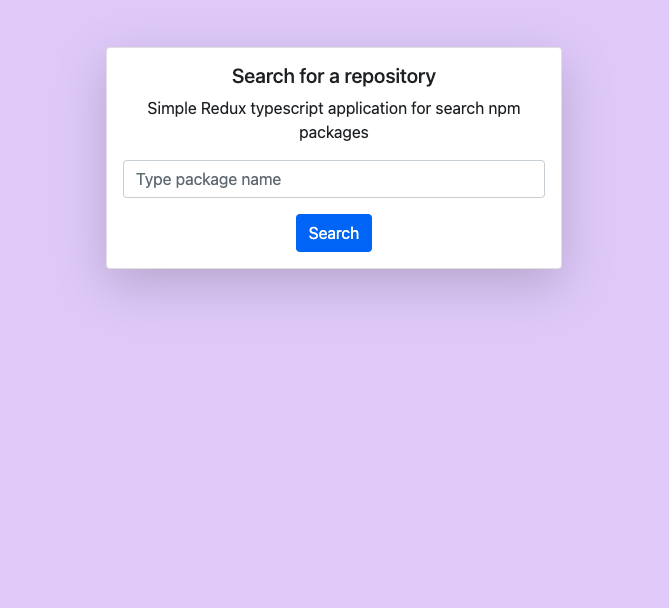 Search for a repository
Simple Redux typescript application for search npm
packages
Type package name
Search